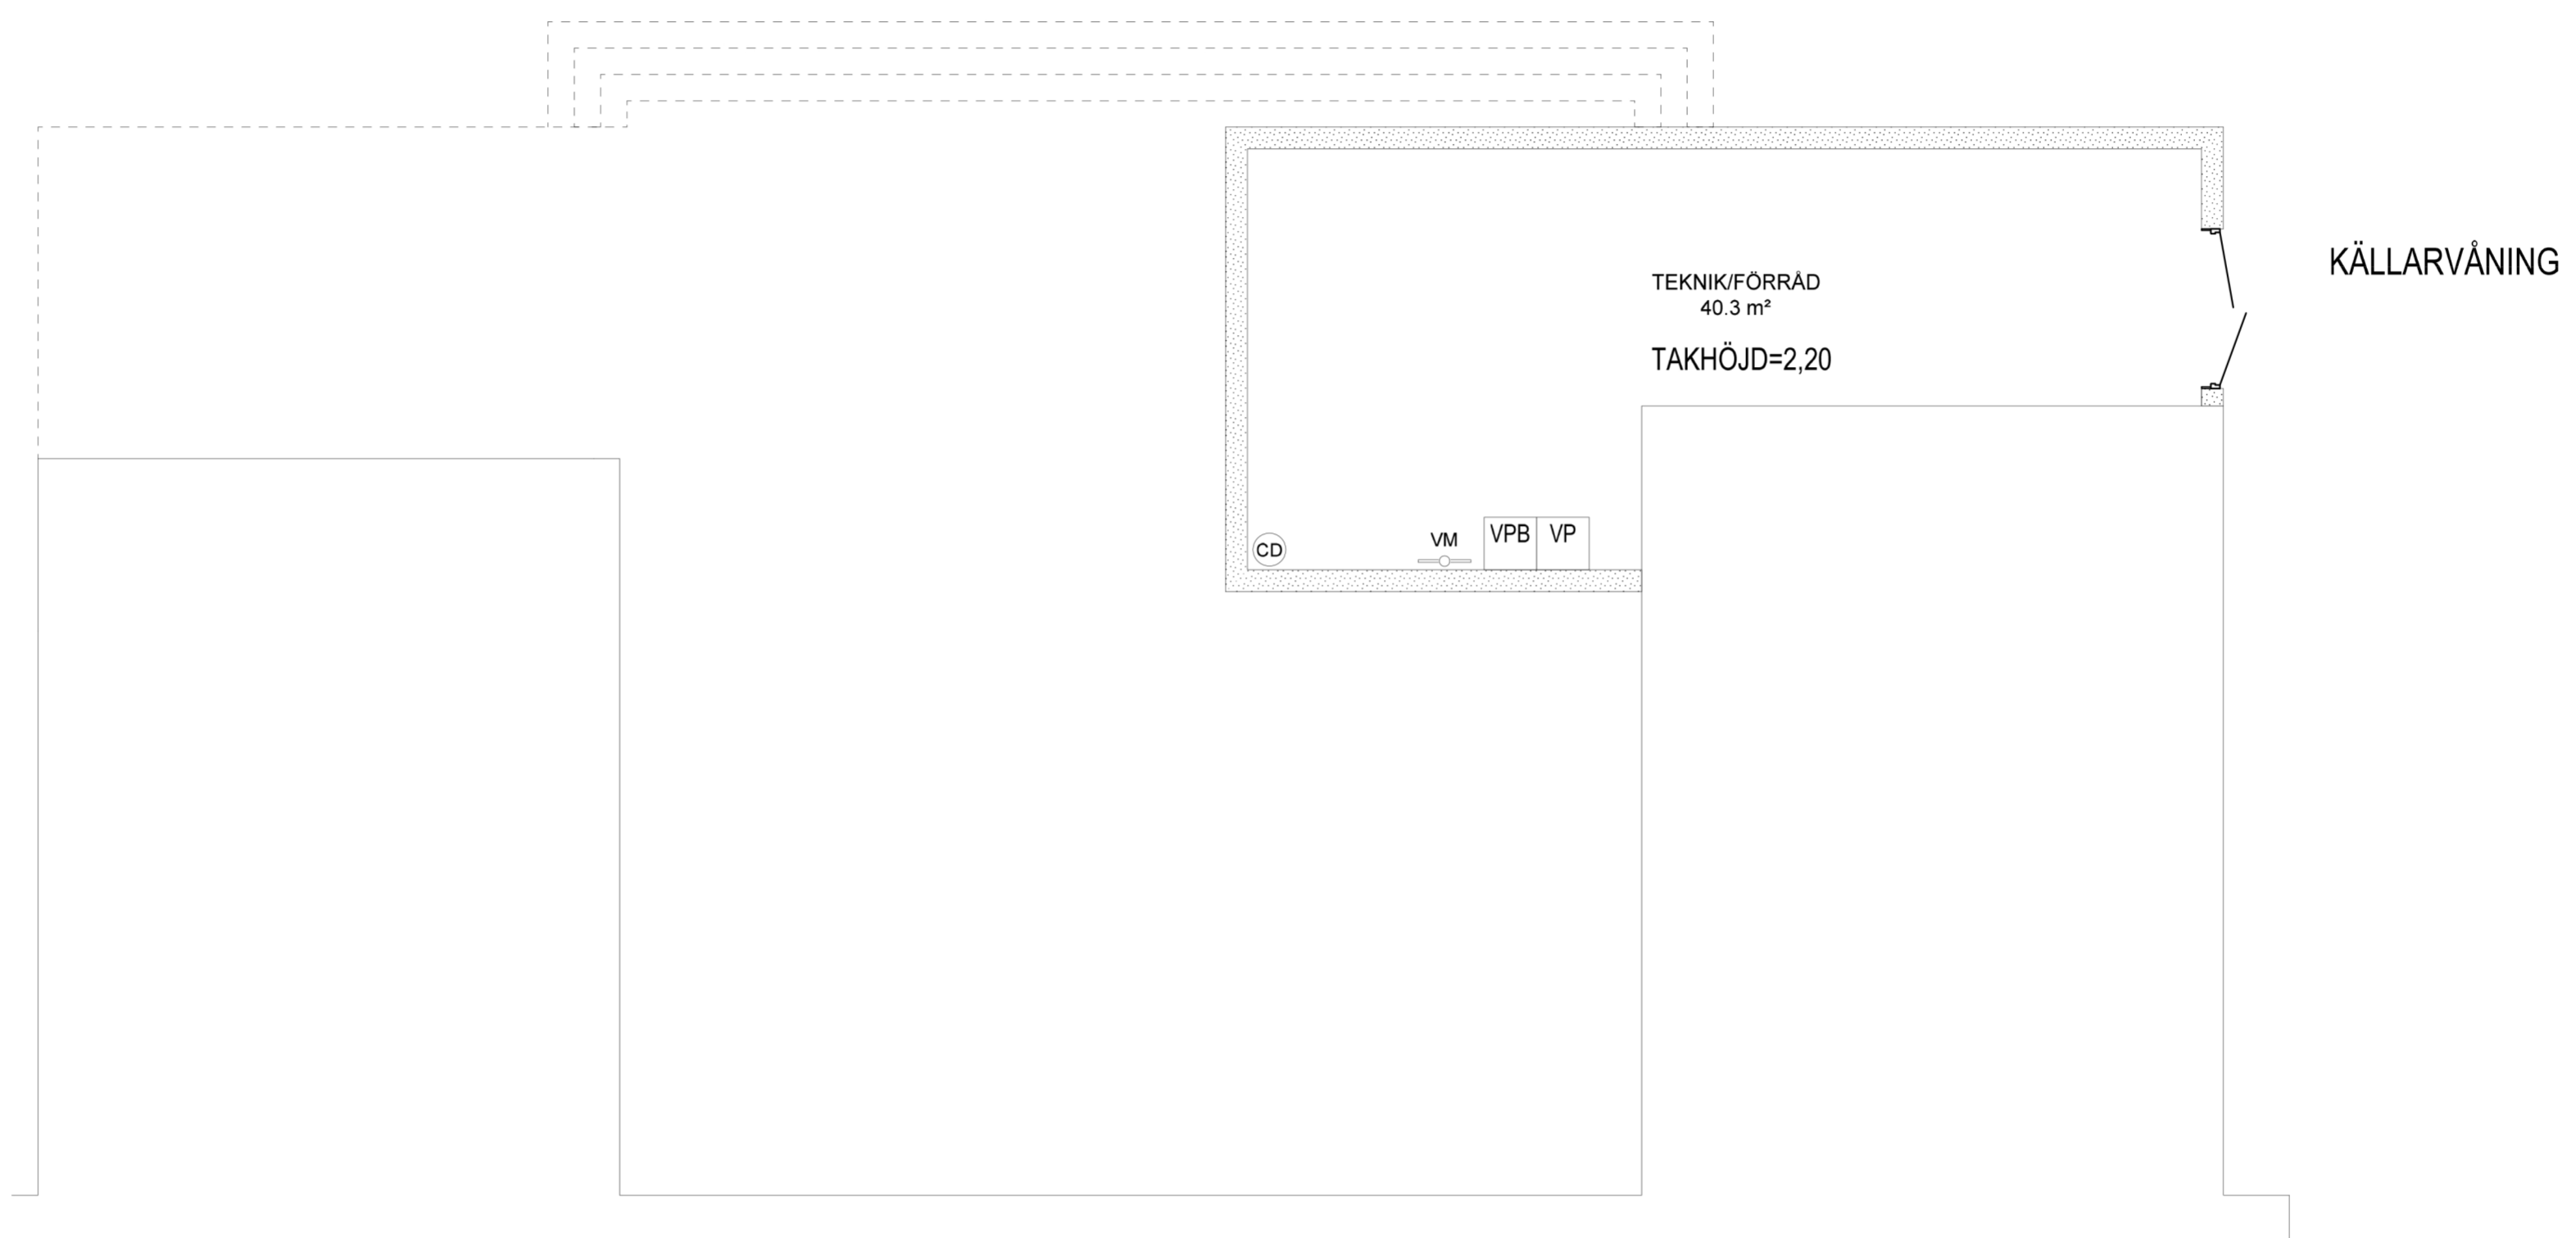 KÄLLARVÅNING
TEKNIK/FÖRRÅD
40.3 m²
TAKHÖJD=2,20
CD
VM
VPB
VP